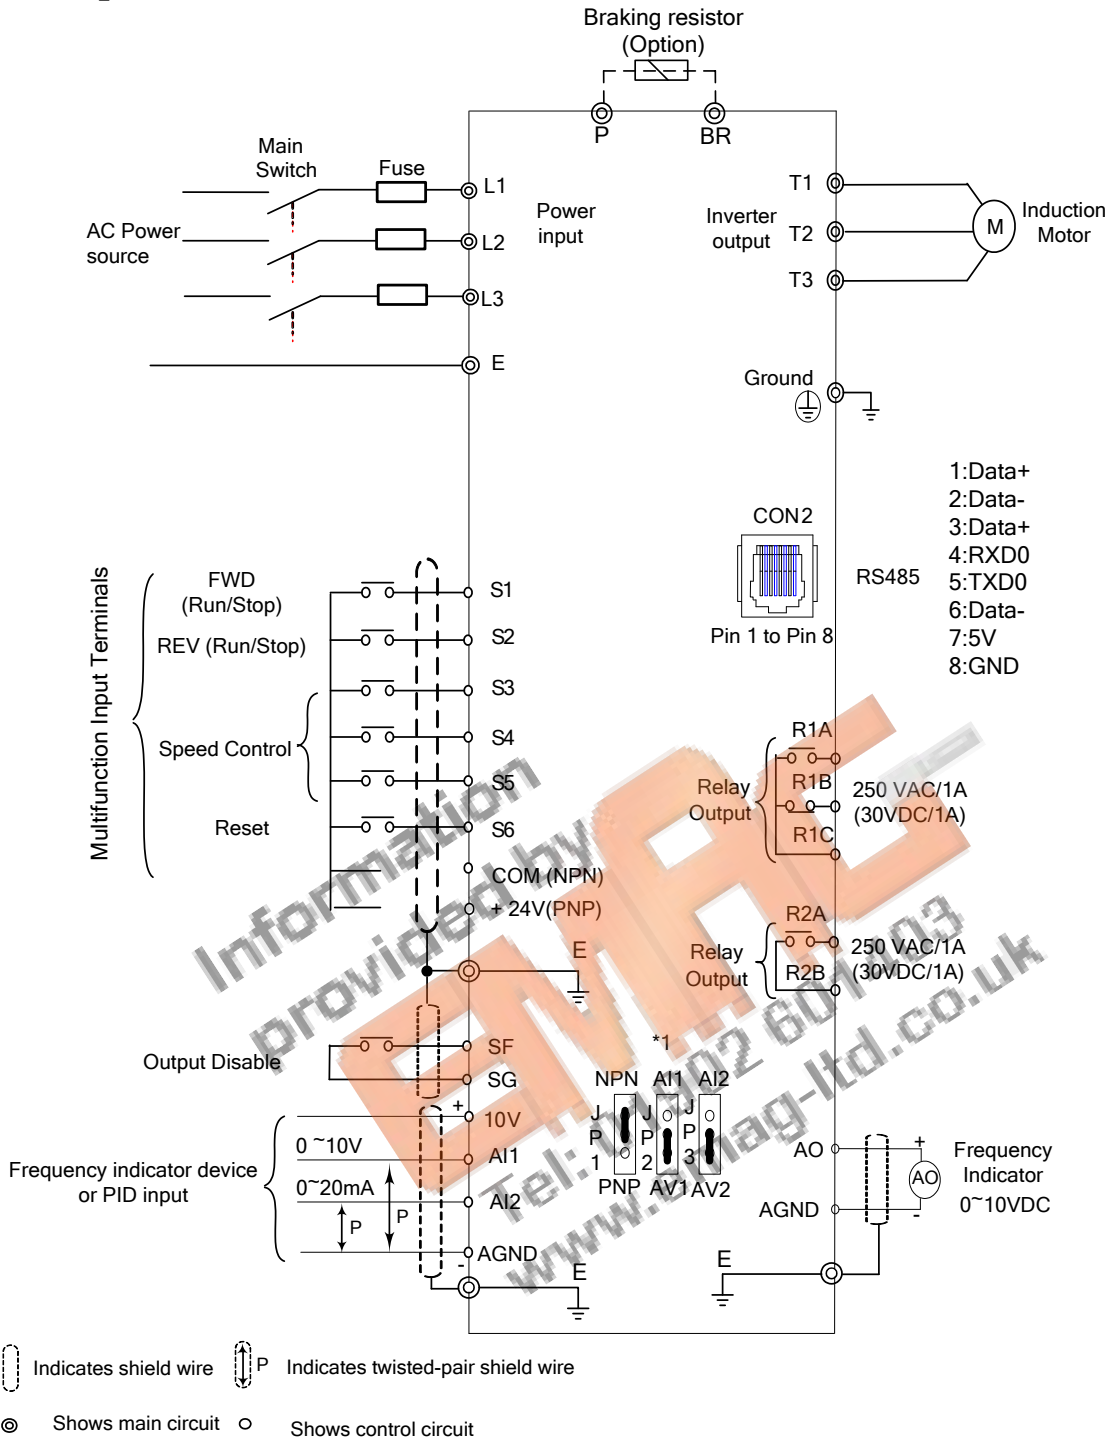 Braking resistor
(Option)
P
BR
Main
Switch
Fuse
L1
T1
AC Power
source
L2
Power
input
Inverter
output
T2
M
Induction
Motor
L3
T3
E
Ground
1:Data+
2:Data-
3:Data+
4:RXD0
5:TXD0
6:Data-
7:5V
8:GND
CON2
RS485
Pin 1 to Pin 8
Multifunction Input Terminals
FWD
(Run/Stop)
S1
REV (Run/Stop)
S2
S3
Speed Control
S4
S5
Reset
S6
COM (NPN)
+ 24V(PNP)
E
R1A
Relay
Output
R1B
250 VAC/1A
(30VDC/1A)
R1C
R2A
Relay
Output
250 VAC/1A
(30VDC/1A)
R2B
Output Disable
SF
SG
*1
NPN AI1 AI2
J
P
1
J
P
2
J
P
3
PNP AV1 AV2
+
10V
0 ~10V
AI1
Frequency indicator device
or PID input
0~20mA
AI2
P
P
AGND
-
E
AO
+
AO
Frequency
Indicator
0~10VDC
AGND
-
E
Indicates shield wire
P
Indicates twisted-pair shield wire
Shows main circuit
Shows control circuit
Information
provided by
EMAG
Tel: 01902 601403
www.emag-ltd.co.uk